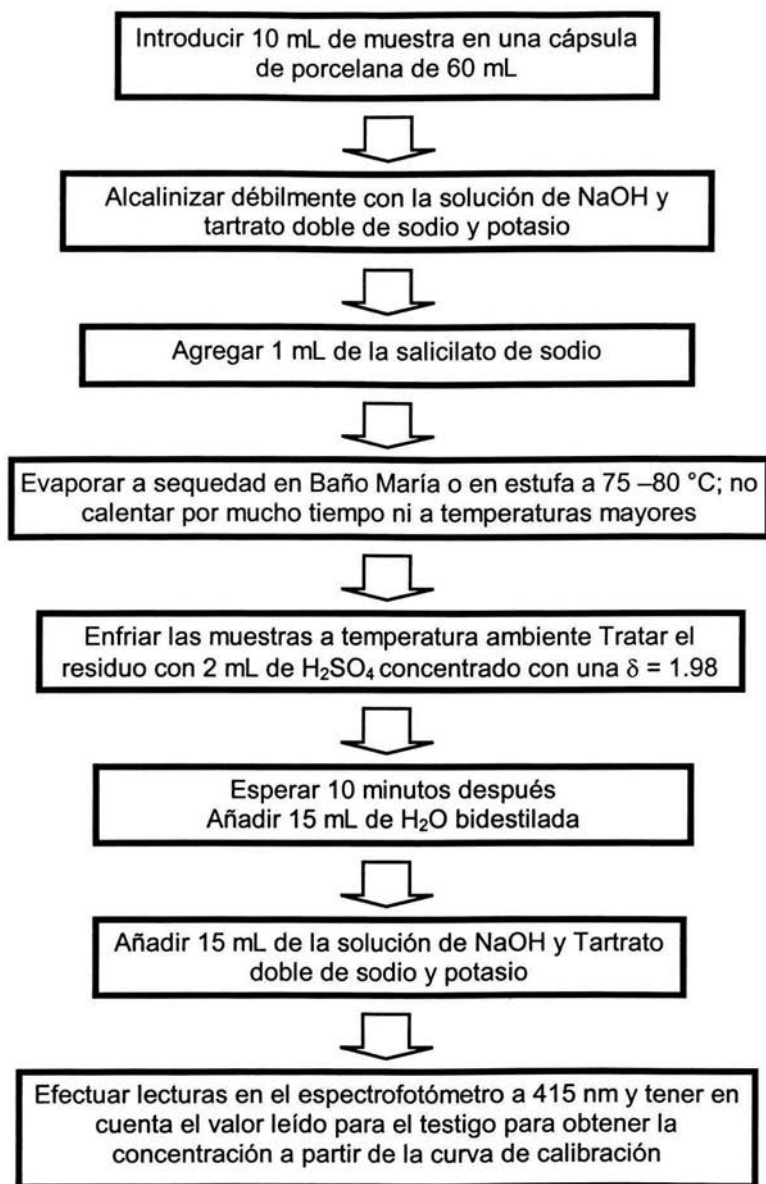 Introducir 10 mL de muestra en una cápsula
de porcelana de 60 mL
Alcalinizar débilmente con la solución de NaOH y
tartrato doble de sodio y potasio
Agregar 1 mL de la salicilato de sodio
Evaporar a sequedad en Baño María o en estufa a 75 –80 °C; no
calentar por mucho tiempo ni a temperaturas mayores
Enfriar las muestras a temperatura ambiente Tratar el
residuo con 2 mL de H₂SO₄ concentrado con una δ = 1.98
Esperar 10 minutos después
Añadir 15 mL de H₂O bidestilada
Añadir 15 mL de la solución de NaOH y Tartrato
doble de sodio y potasio
Efectuar lecturas en el espectrofotómetro a 415 nm y tener en
cuenta el valor leído para el testigo para obtener la
concentración a partir de la curva de calibración